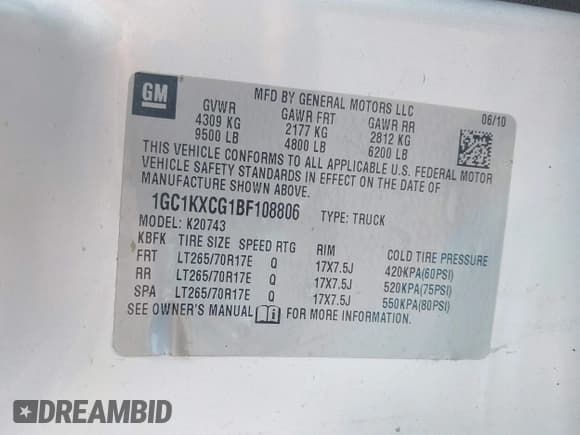 GM
MFD BY GENERAL MOTORS LLC
06/10
GVWR GAWR FRT GAWR RR
4309 KG 2177 KG 2812 KG
9500 LB 4800 LB 6200 LB
THIS VEHICLE CONFORMS TO ALL APPLICABLE U.S. FEDERAL MOTOR
VEHICLE SAFETY STANDARDS IN EFFECT ON THE DATE OF
MANUFACTURE SHOWN ABOVE.
1GC1KXCG1BF108806 TYPE: TRUCK
MODEL: K20743
KBFK TIRE SIZE SPEED RTG RIM COLD TIRE PRESSURE
FRT LT265/70R17E Q 17X7.5J 420KPA(60PSI)
RR LT265/70R17E Q 17X7.5J 520KPA(75PSI)
SPA LT265/70R17E Q 17X7.5J 550KPA(80PSI)
SEE OWNER'S MANUAL FOR MORE INFORMATION.
DREAMBID